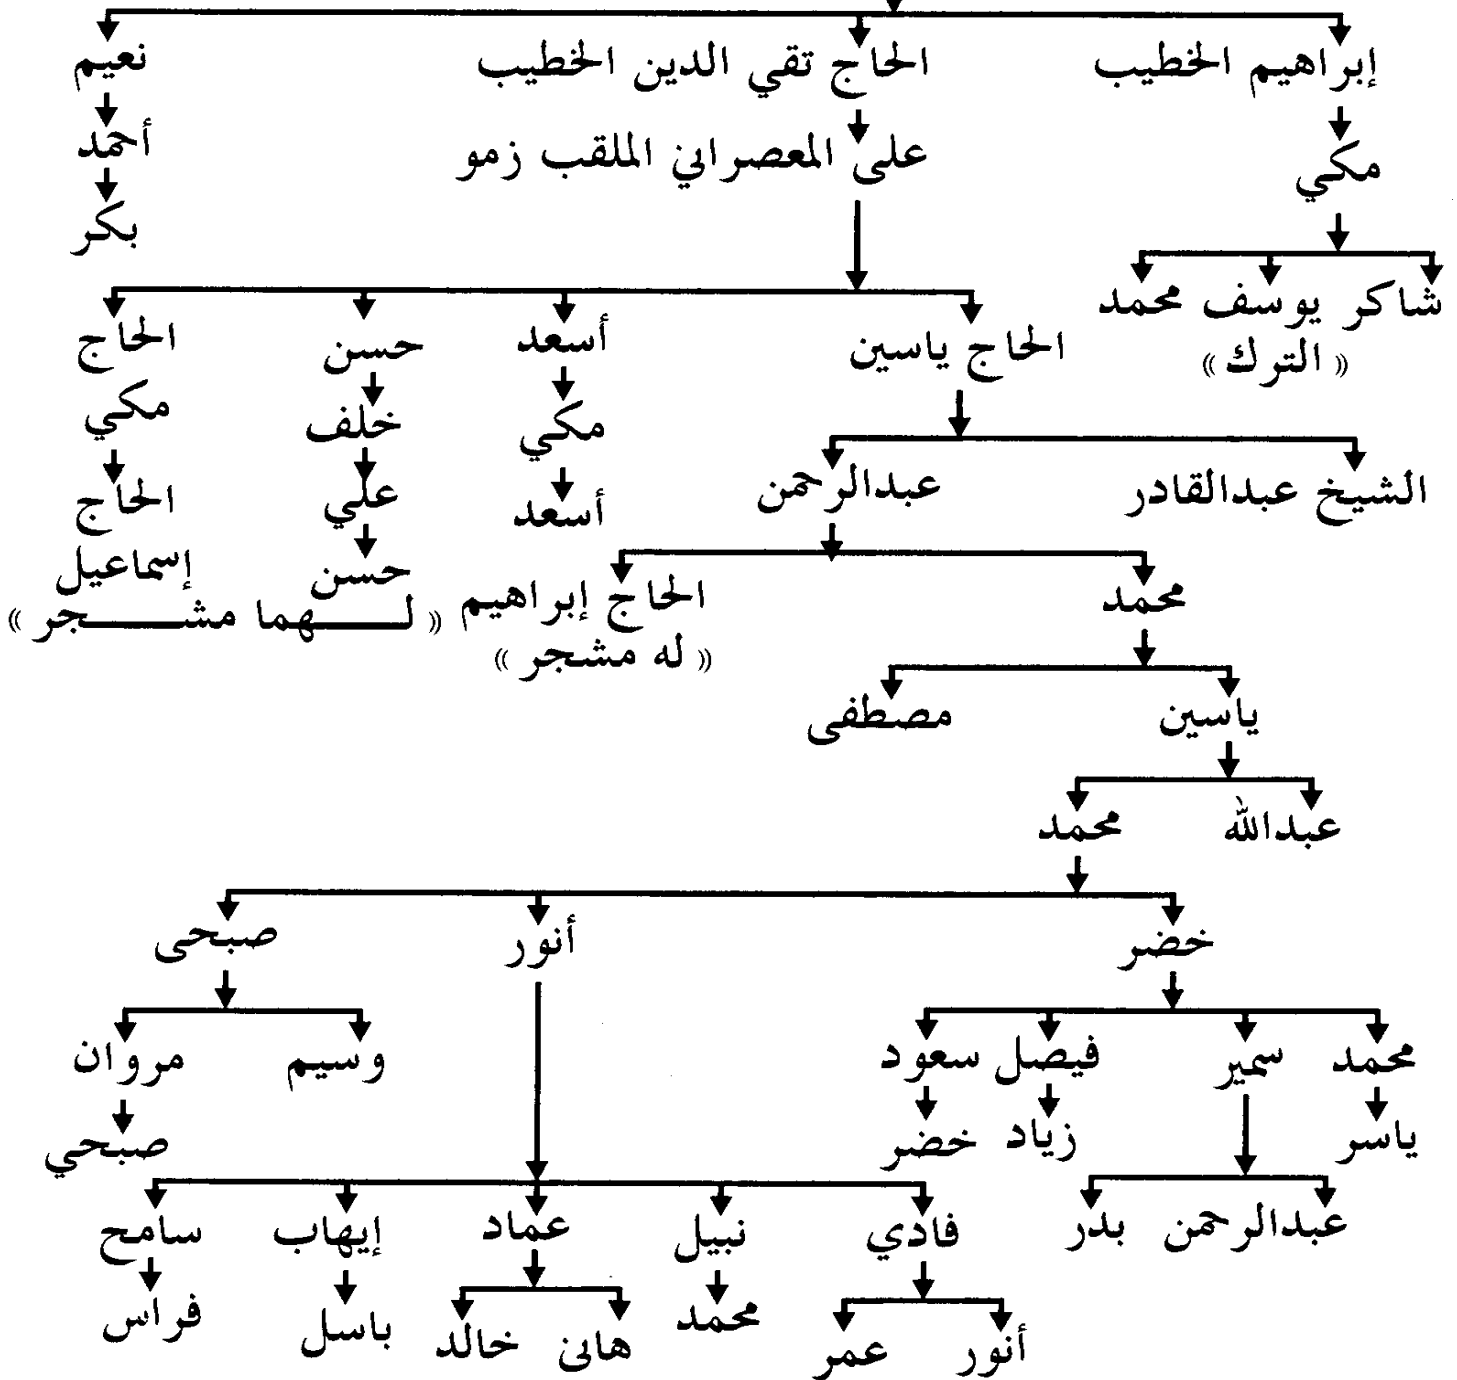 إبراهيم الخطيب الحاج تقي الدين الخطيب نعيم
مكي على المعصراني الملقب زمو أحمد
بكر
شاكر يوسف محمد
« الترك »
الحاج ياسين أسعد حسن الحاج
مكي خلف مكي
الشيخ عبدالقادر عبدالرحمن أسعد علي الحاج
محمد الحاج إبراهيم حسن إسماعيل
« له مشجر » « لهما مشجر »
ياسين مصطفى
عبدالله محمد
خضر أنور صبحى
محمد سمير فيصل سعود وسيم مروان
ياسر زياد خضر صبحي
عبدالرحمن بدر فادي نبيل عماد إيهاب سامح
أنور عمر محمد هانئ خالد باسل فراس